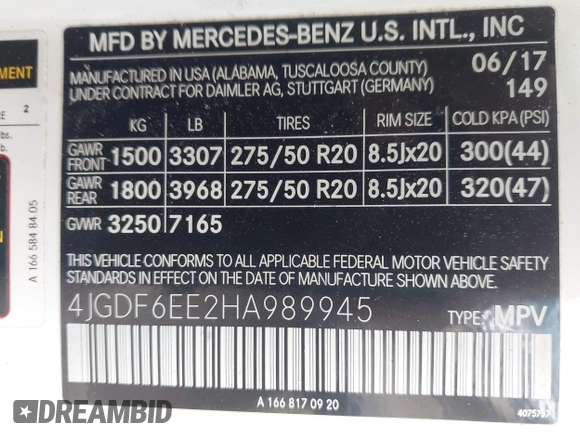 MFD BY MERCEDES-BENZ U.S. INTL., INC
MANUFACTURED IN USA (ALABAMA, TUSCALOOSA COUNTY) 06/17
UNDER CONTRACT FOR DAIMLER AG, STUTTGART (GERMANY) 149
KG LB TIRES RIM SIZE COLD KPA (PSI)
GAWR FRONT 1500 3307 275/50 R20 8.5Jx20 300(44)
GAWR REAR 1800 3968 275/50 R20 8.5Jx20 320(47)
GVWR 3250 7165
THIS VEHICLE CONFORMS TO ALL APPLICABLE FEDERAL MOTOR VEHICLE SAFETY
STANDARDS IN EFFECT ON THE DATE OF MANUFACTURE SHOWN ABOVE.
4JGDF6EE2HA989945 TYPE: MPV
A 166 817 09 20
4075757
MENT
2
lbs.
A 166 584 84 05
DREAMBID